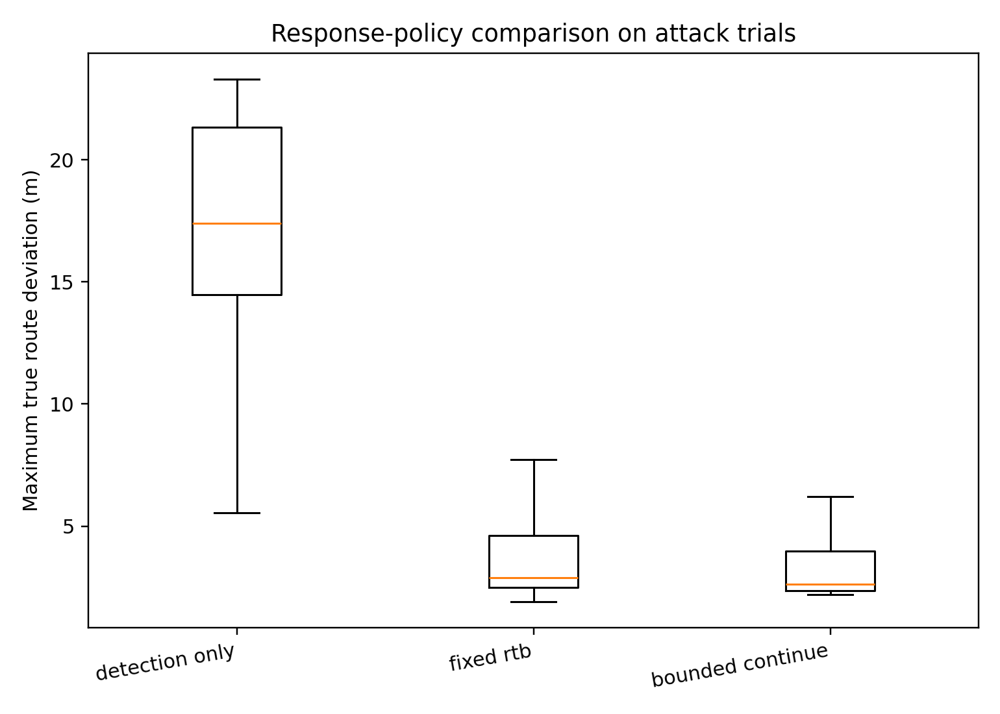 Response-policy comparison on attack trials
Maximum true route deviation (m)
20
15
10
5
detection only
fixed rtb
bounded continue